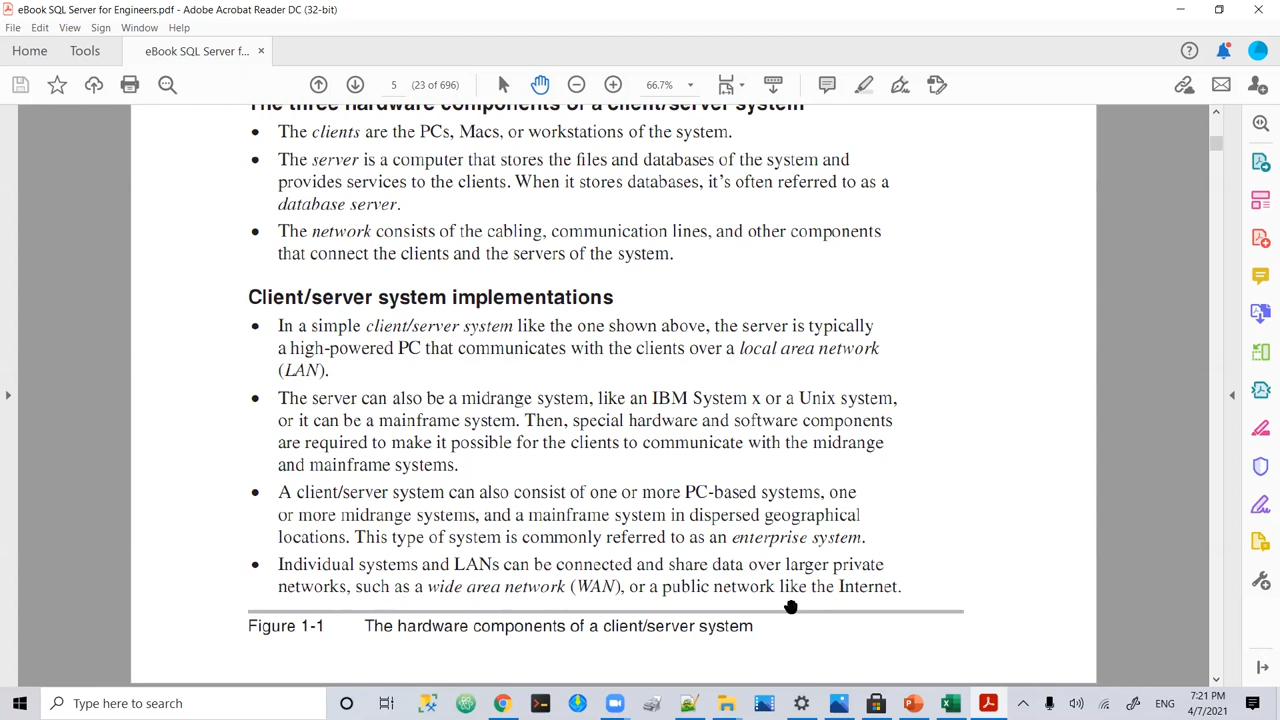 eBook SQL Server for Engineers.pdf - Adobe Acrobat Reader DC (32-bit)
File Edit View Sign Window Help
Home Tools eBook SQL Server f... ×
5 (23 of 696) 66.7%
The three hardware components of a client/server system
• The clients are the PCs, Macs, or workstations of the system.
• The server is a computer that stores the files and databases of the system and
provides services to the clients. When it stores databases, it’s often referred to as a
database server.
• The network consists of the cabling, communication lines, and other components
that connect the clients and the servers of the system.
Client/server system implementations
• In a simple client/server system like the one shown above, the server is typically
a high-powered PC that communicates with the clients over a local area network
(LAN).
• The server can also be a midrange system, like an IBM System x or a Unix system,
or it can be a mainframe system. Then, special hardware and software components
are required to make it possible for the clients to communicate with the midrange
and mainframe systems.
• A client/server system can also consist of one or more PC-based systems, one
or more midrange systems, and a mainframe system in dispersed geographical
locations. This type of system is commonly referred to as an enterprise system.
• Individual systems and LANs can be connected and share data over larger private
networks, such as a wide area network (WAN), or a public network like the Internet.
Figure 1-1 The hardware components of a client/server system
Type here to search
ENG
7:21 PM
4/7/2021